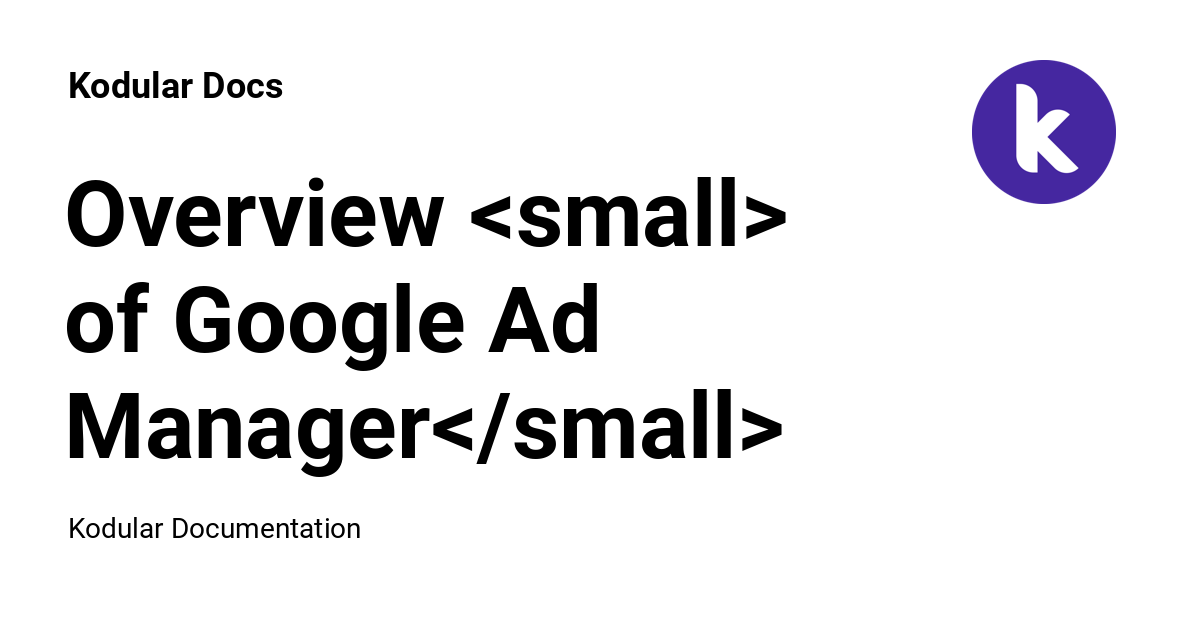 Kodular Docs
Overview <small>
of Google Ad
Manager</small>
Kodular Documentation